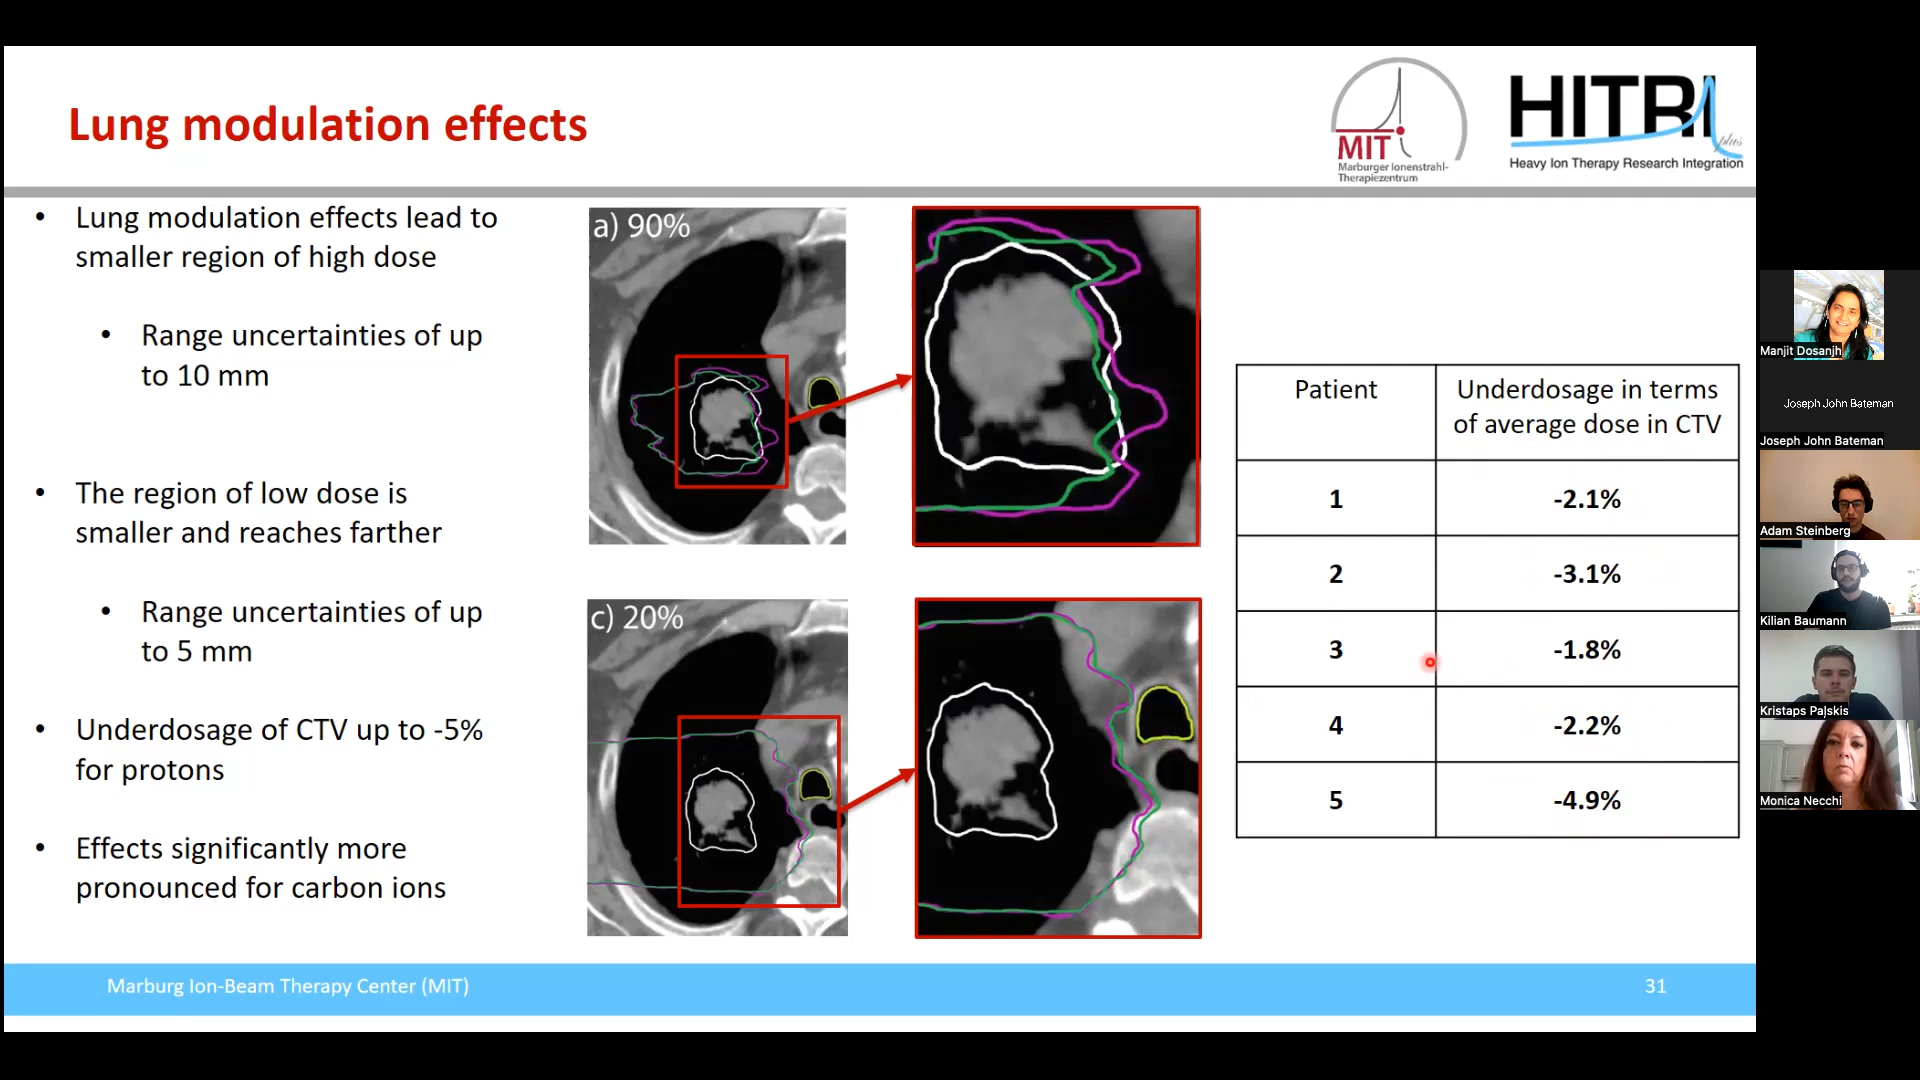 Lung modulation effects
MIT
Marburger Ionenstrahl-
Therapiezentrum
HITRI
plus
Heavy Ion Therapy Research Integration
• Lung modulation effects lead to
smaller region of high dose
• Range uncertainties of up
to 10 mm
• The region of low dose is
smaller and reaches farther
• Range uncertainties of up
to 5 mm
• Underdosage of CTV up to -5%
for protons
• Effects significantly more
pronounced for carbon ions
a) 90%
c) 20%
Patient
Underdosage in terms
of average dose in CTV
1 -2.1%
2 -3.1%
3 -1.8%
4 -2.2%
5 -4.9%
Marburg Ion-Beam Therapy Center (MIT)
31
Manjit Dosanjh
Joseph John Bateman
Joseph John Bateman
Adam Steinberg
Kilian Baumann
Kristaps Paļskis
Monica Necchi